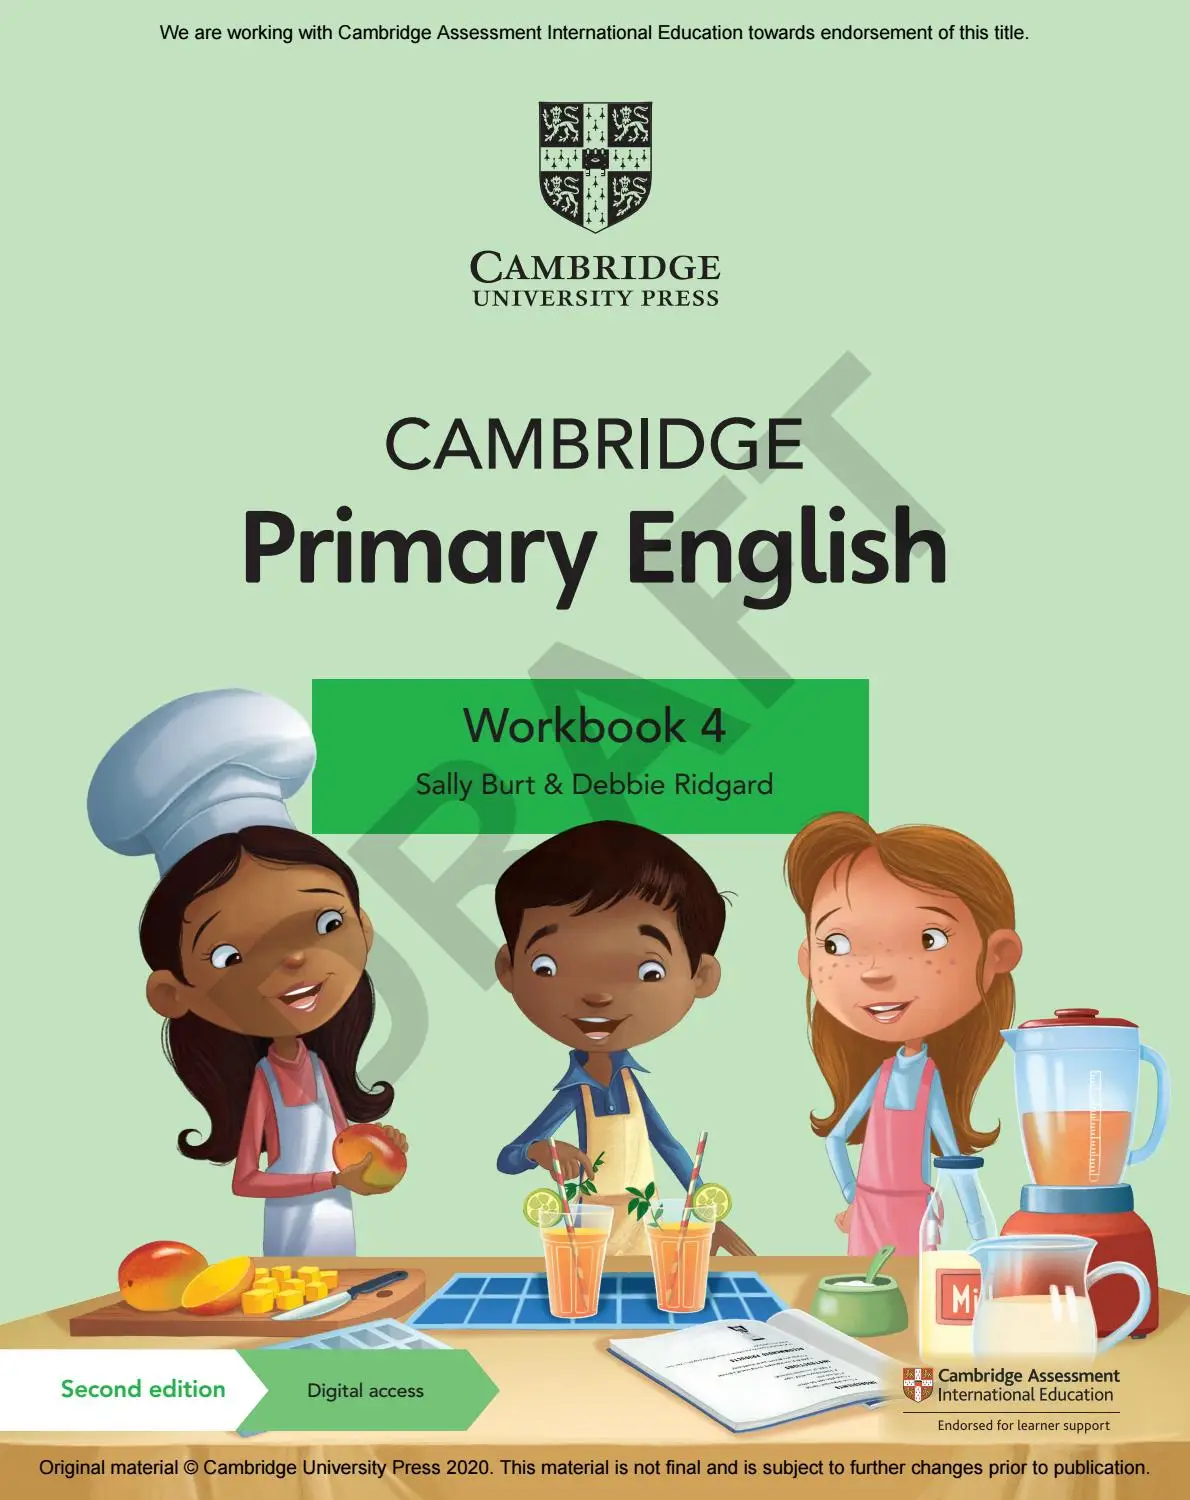 We are working with Cambridge Assessment International Education towards endorsement of this title.
CAMBRIDGE
UNIVERSITY PRESS
CAMBRIDGE
Primary English
DRAFT
Workbook 4
Sally Burt & Debbie Ridgard
Mi
Second edition
Digital access
Cambridge Assessment
International Education
Endorsed for learner support
Original material © Cambridge University Press 2020. This material is not final and is subject to further changes prior to publication.